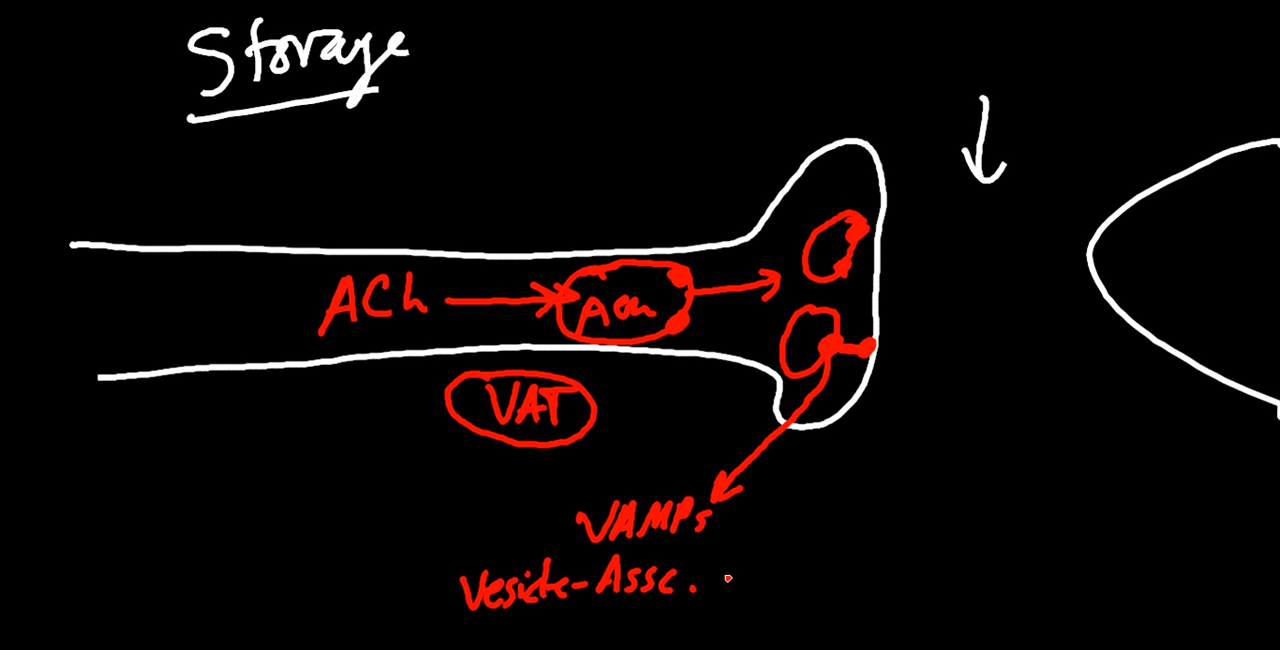 Storage
ACh ACh
VAT
VAMPs
Vesicle-Assc.